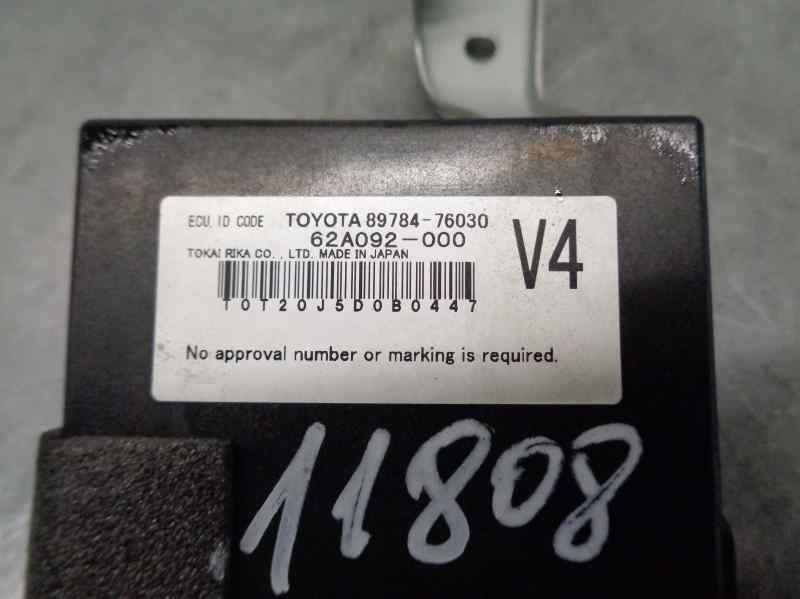 ECU, ID CODE TOYOTA 89784-76030
62A092-000
TOKAI RIKA CO., LTD. MADE IN JAPAN
V4
T0T20J5D0B0447
No approval number or marking is required.
11808